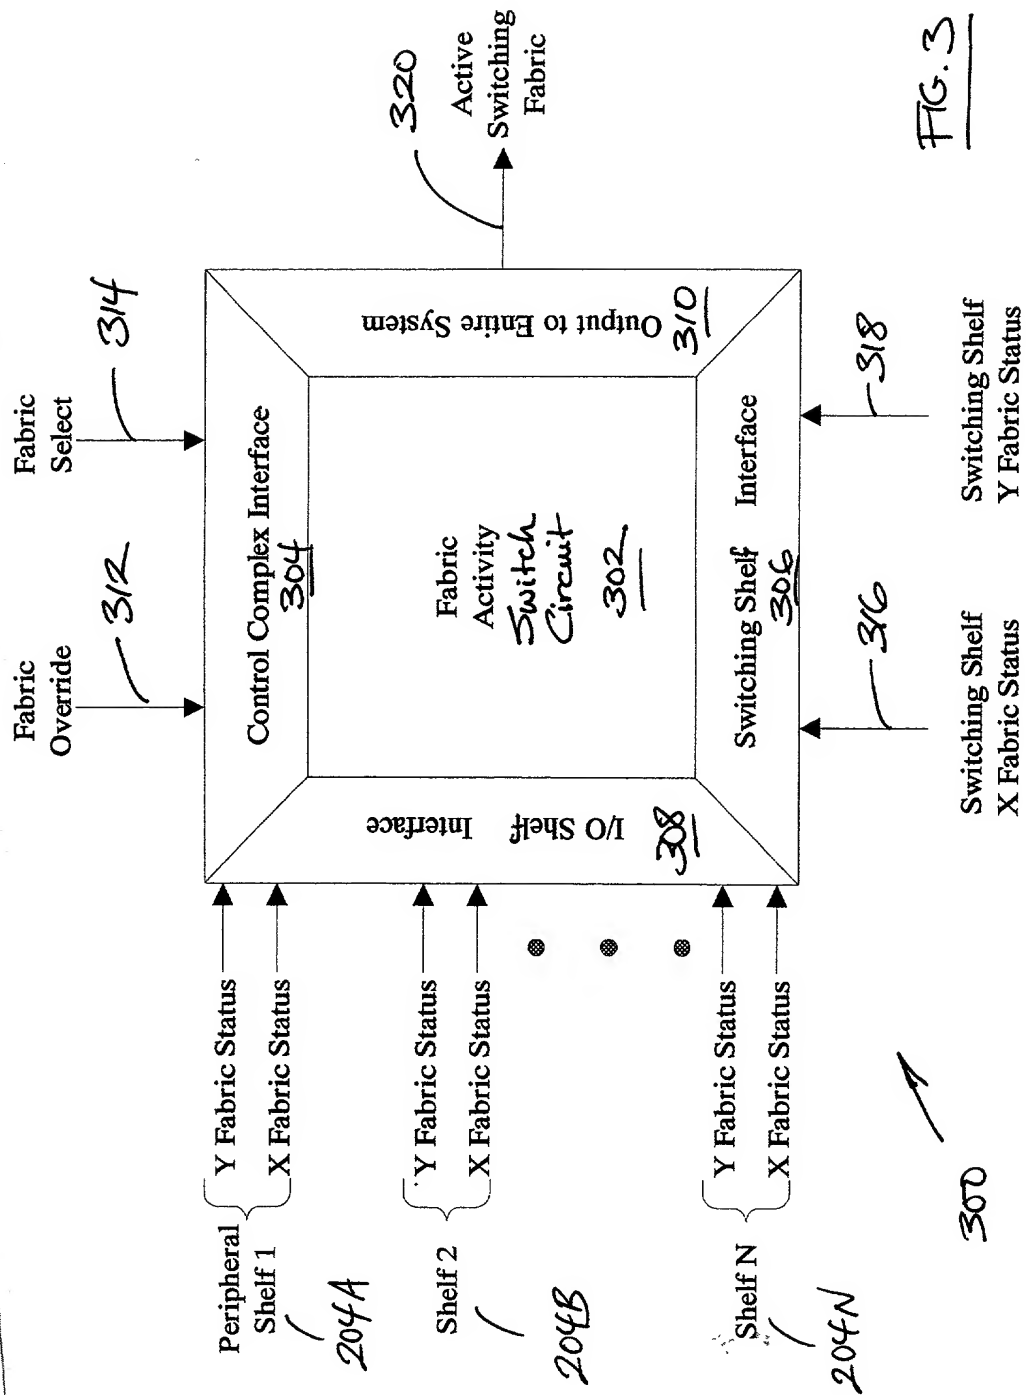 Fabric
Override
312
Fabric
Select
314
Control Complex Interface
304
Peripheral
Shelf 1
204A
Y Fabric Status
X Fabric Status
Shelf 2
204B
Y Fabric Status
X Fabric Status
Shelf N
204N
Y Fabric Status
X Fabric Status
I/O Shelf Interface
308
Fabric
Activity
Switch
Circuit
302
Output to Entire System
310
320
Active
Switching
Fabric
Switching Shelf Interface
306
316
Switching Shelf
X Fabric Status
318
Switching Shelf
Y Fabric Status
300
FIG. 3